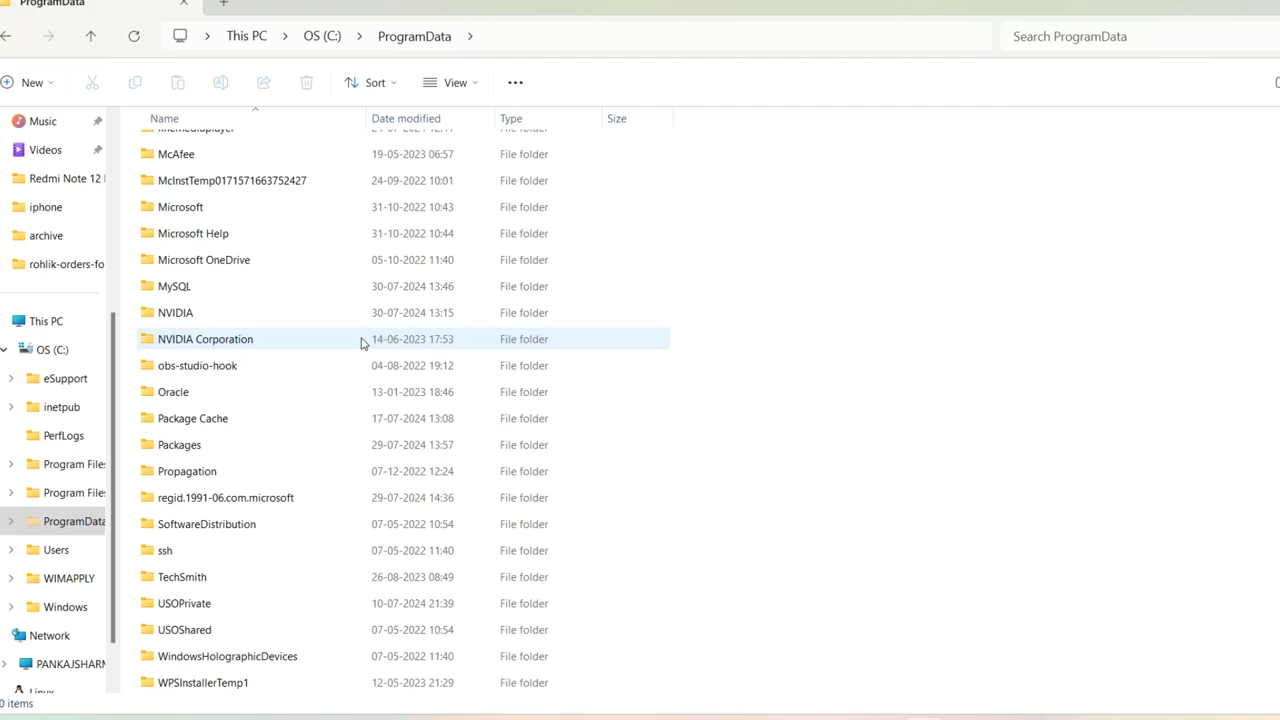 ProgramData
This PC OS (C:) ProgramData Search ProgramData
New Sort View
Name Date modified Type Size
Music
Videos
Redmi Note 12
iphone
archive
rohlik-orders-fo
This PC
OS (C:)
eSupport
inetpub
PerfLogs
Program Files
Program Files
ProgramData
Users
WIMAPPLY
Windows
Network
PANKAJSHARM
McAfee 19-05-2023 06:57 File folder
McInstTemp0171571663752427 24-09-2022 10:01 File folder
Microsoft 31-10-2022 10:43 File folder
Microsoft Help 31-10-2022 10:44 File folder
Microsoft OneDrive 05-10-2022 11:40 File folder
MySQL 30-07-2024 13:46 File folder
NVIDIA 30-07-2024 13:15 File folder
NVIDIA Corporation 14-06-2023 17:53 File folder
obs-studio-hook 04-08-2022 19:12 File folder
Oracle 13-01-2023 18:46 File folder
Package Cache 17-07-2024 13:08 File folder
Packages 29-07-2024 13:57 File folder
Propagation 07-12-2022 12:24 File folder
regid.1991-06.com.microsoft 29-07-2024 14:36 File folder
SoftwareDistribution 07-05-2022 10:54 File folder
ssh 07-05-2022 11:40 File folder
TechSmith 26-08-2023 08:49 File folder
USOPrivate 10-07-2024 21:39 File folder
USOShared 07-05-2022 10:54 File folder
WindowsHolographicDevices 07-05-2022 11:40 File folder
WPSInstallerTemp1 12-05-2023 21:29 File folder
0 items